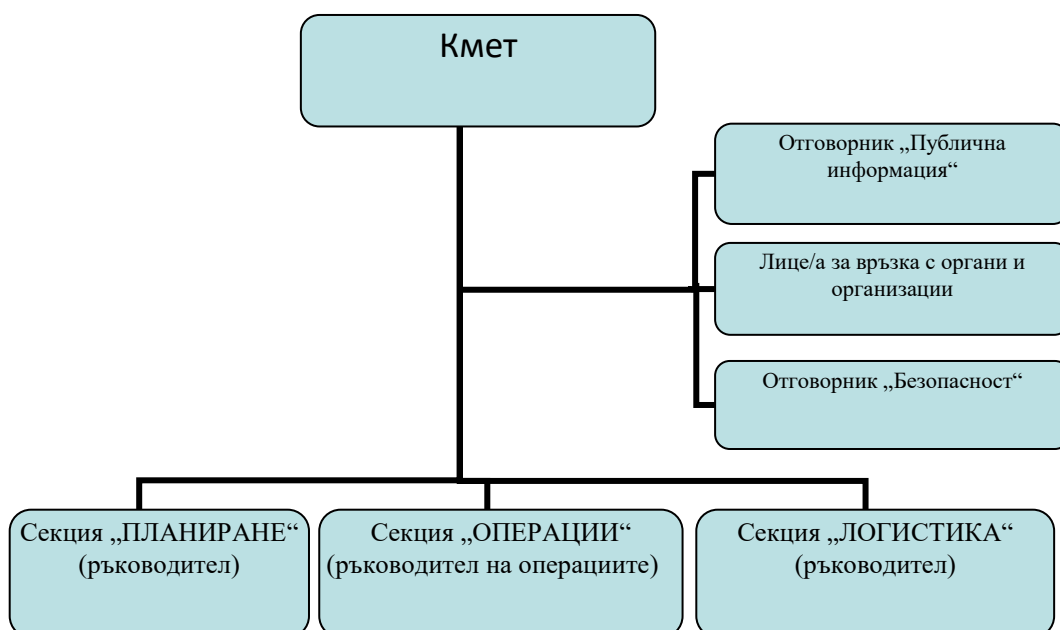 Кмет
Отговорник „Публична
информация“
Лице/а за връзка с органи и
организации
Отговорник „Безопасност“
Секция „ПЛАНИРАНЕ“
(ръководител)
Секция „ОПЕРАЦИИ“
(ръководител на операциите)
Секция „ЛОГИСТИКА“
(ръководител)